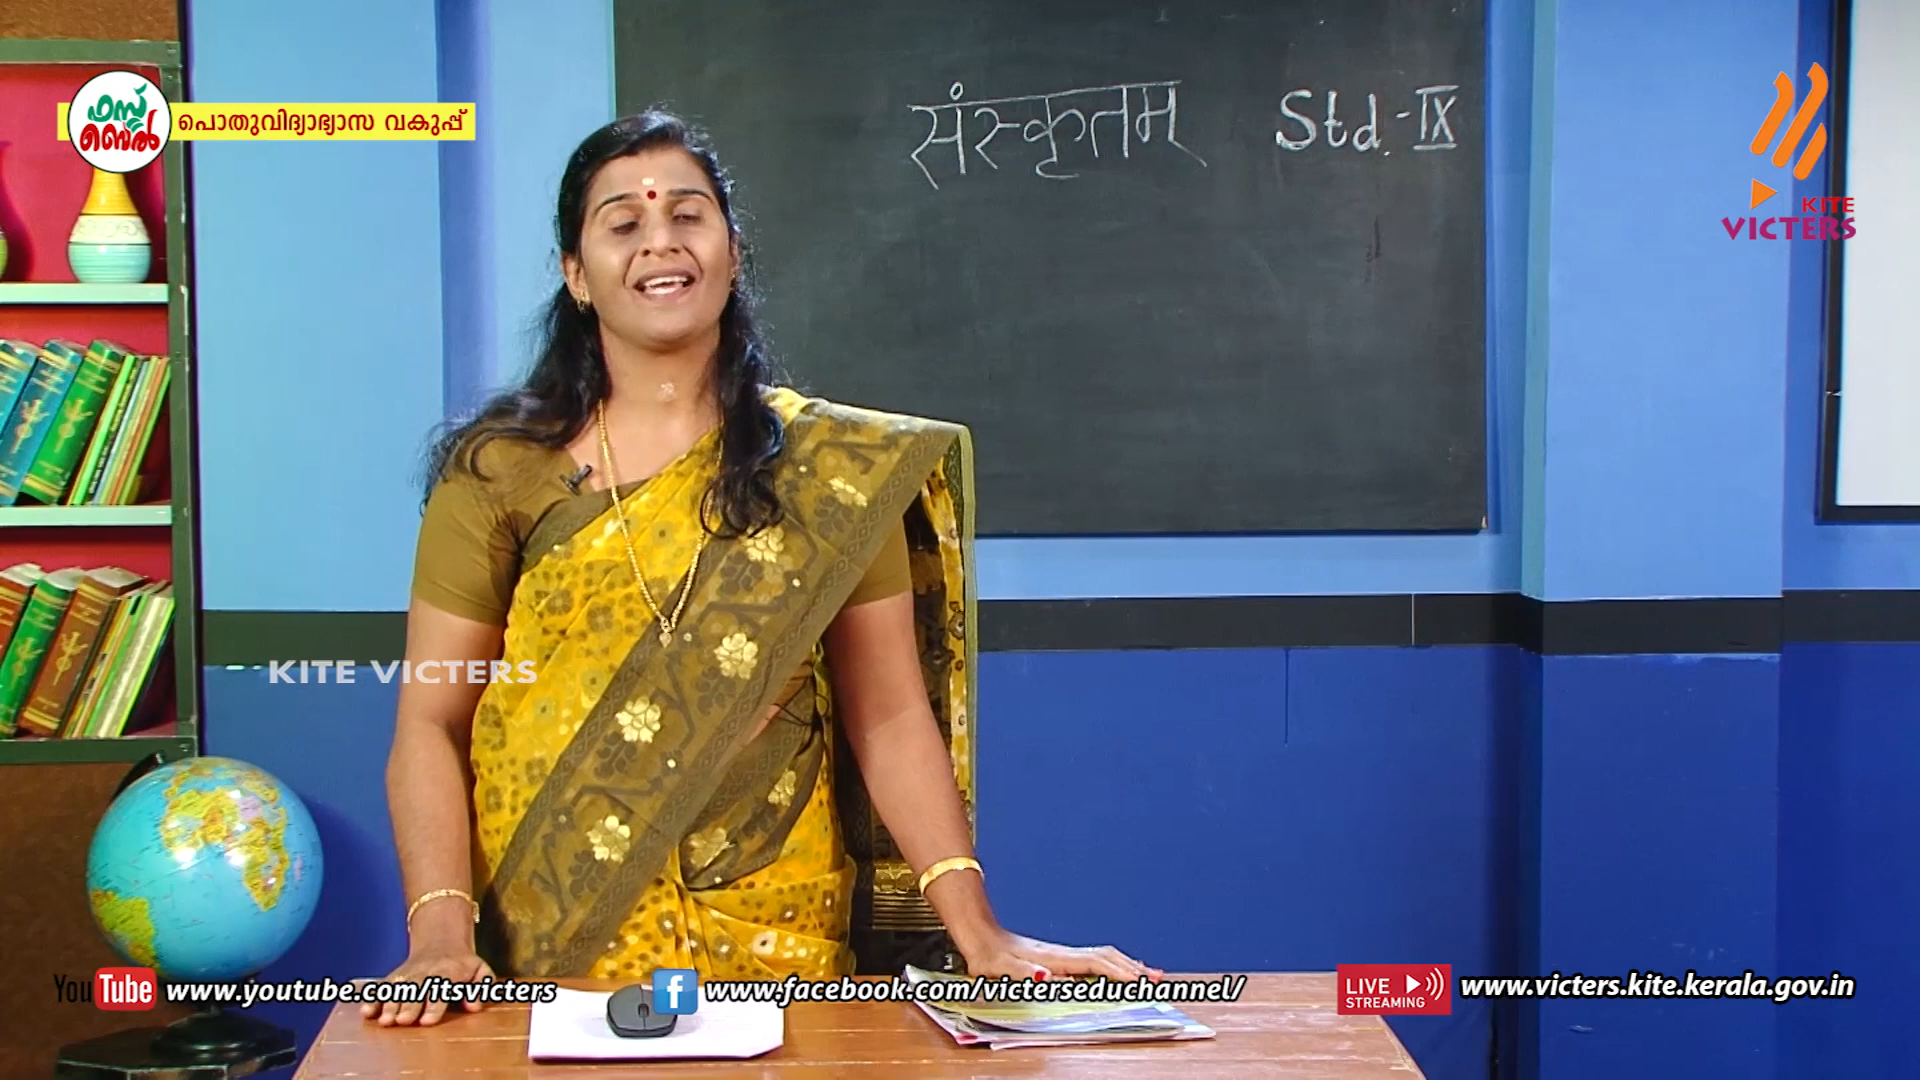 ഫസ്റ്റ്
ബെൽ
പൊതുവിദ്യാഭ്യാസ വകുപ്പ്
संस्कृतम् Std.-IX
KITE
VICTERS
KITE VICTERS
YouTube www.youtube.com/itsvicters
f www.facebook.com/victerseduchannel/
LIVE
STREAMING
www.victers.kite.kerala.gov.in